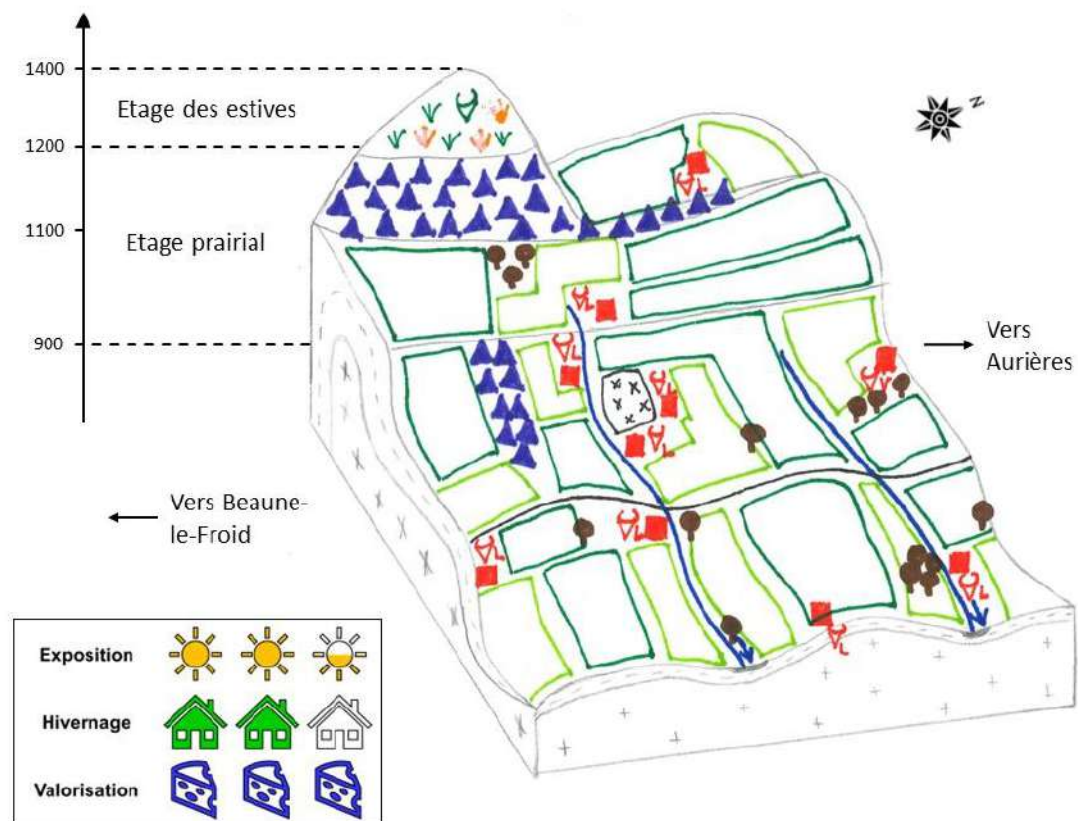 1400
Etage des estives
1200
1100
Etage prairial
900
Vers
Aurières
Vers Beaune-
le-Froid
N
Exposition
Hivernage
Valorisation